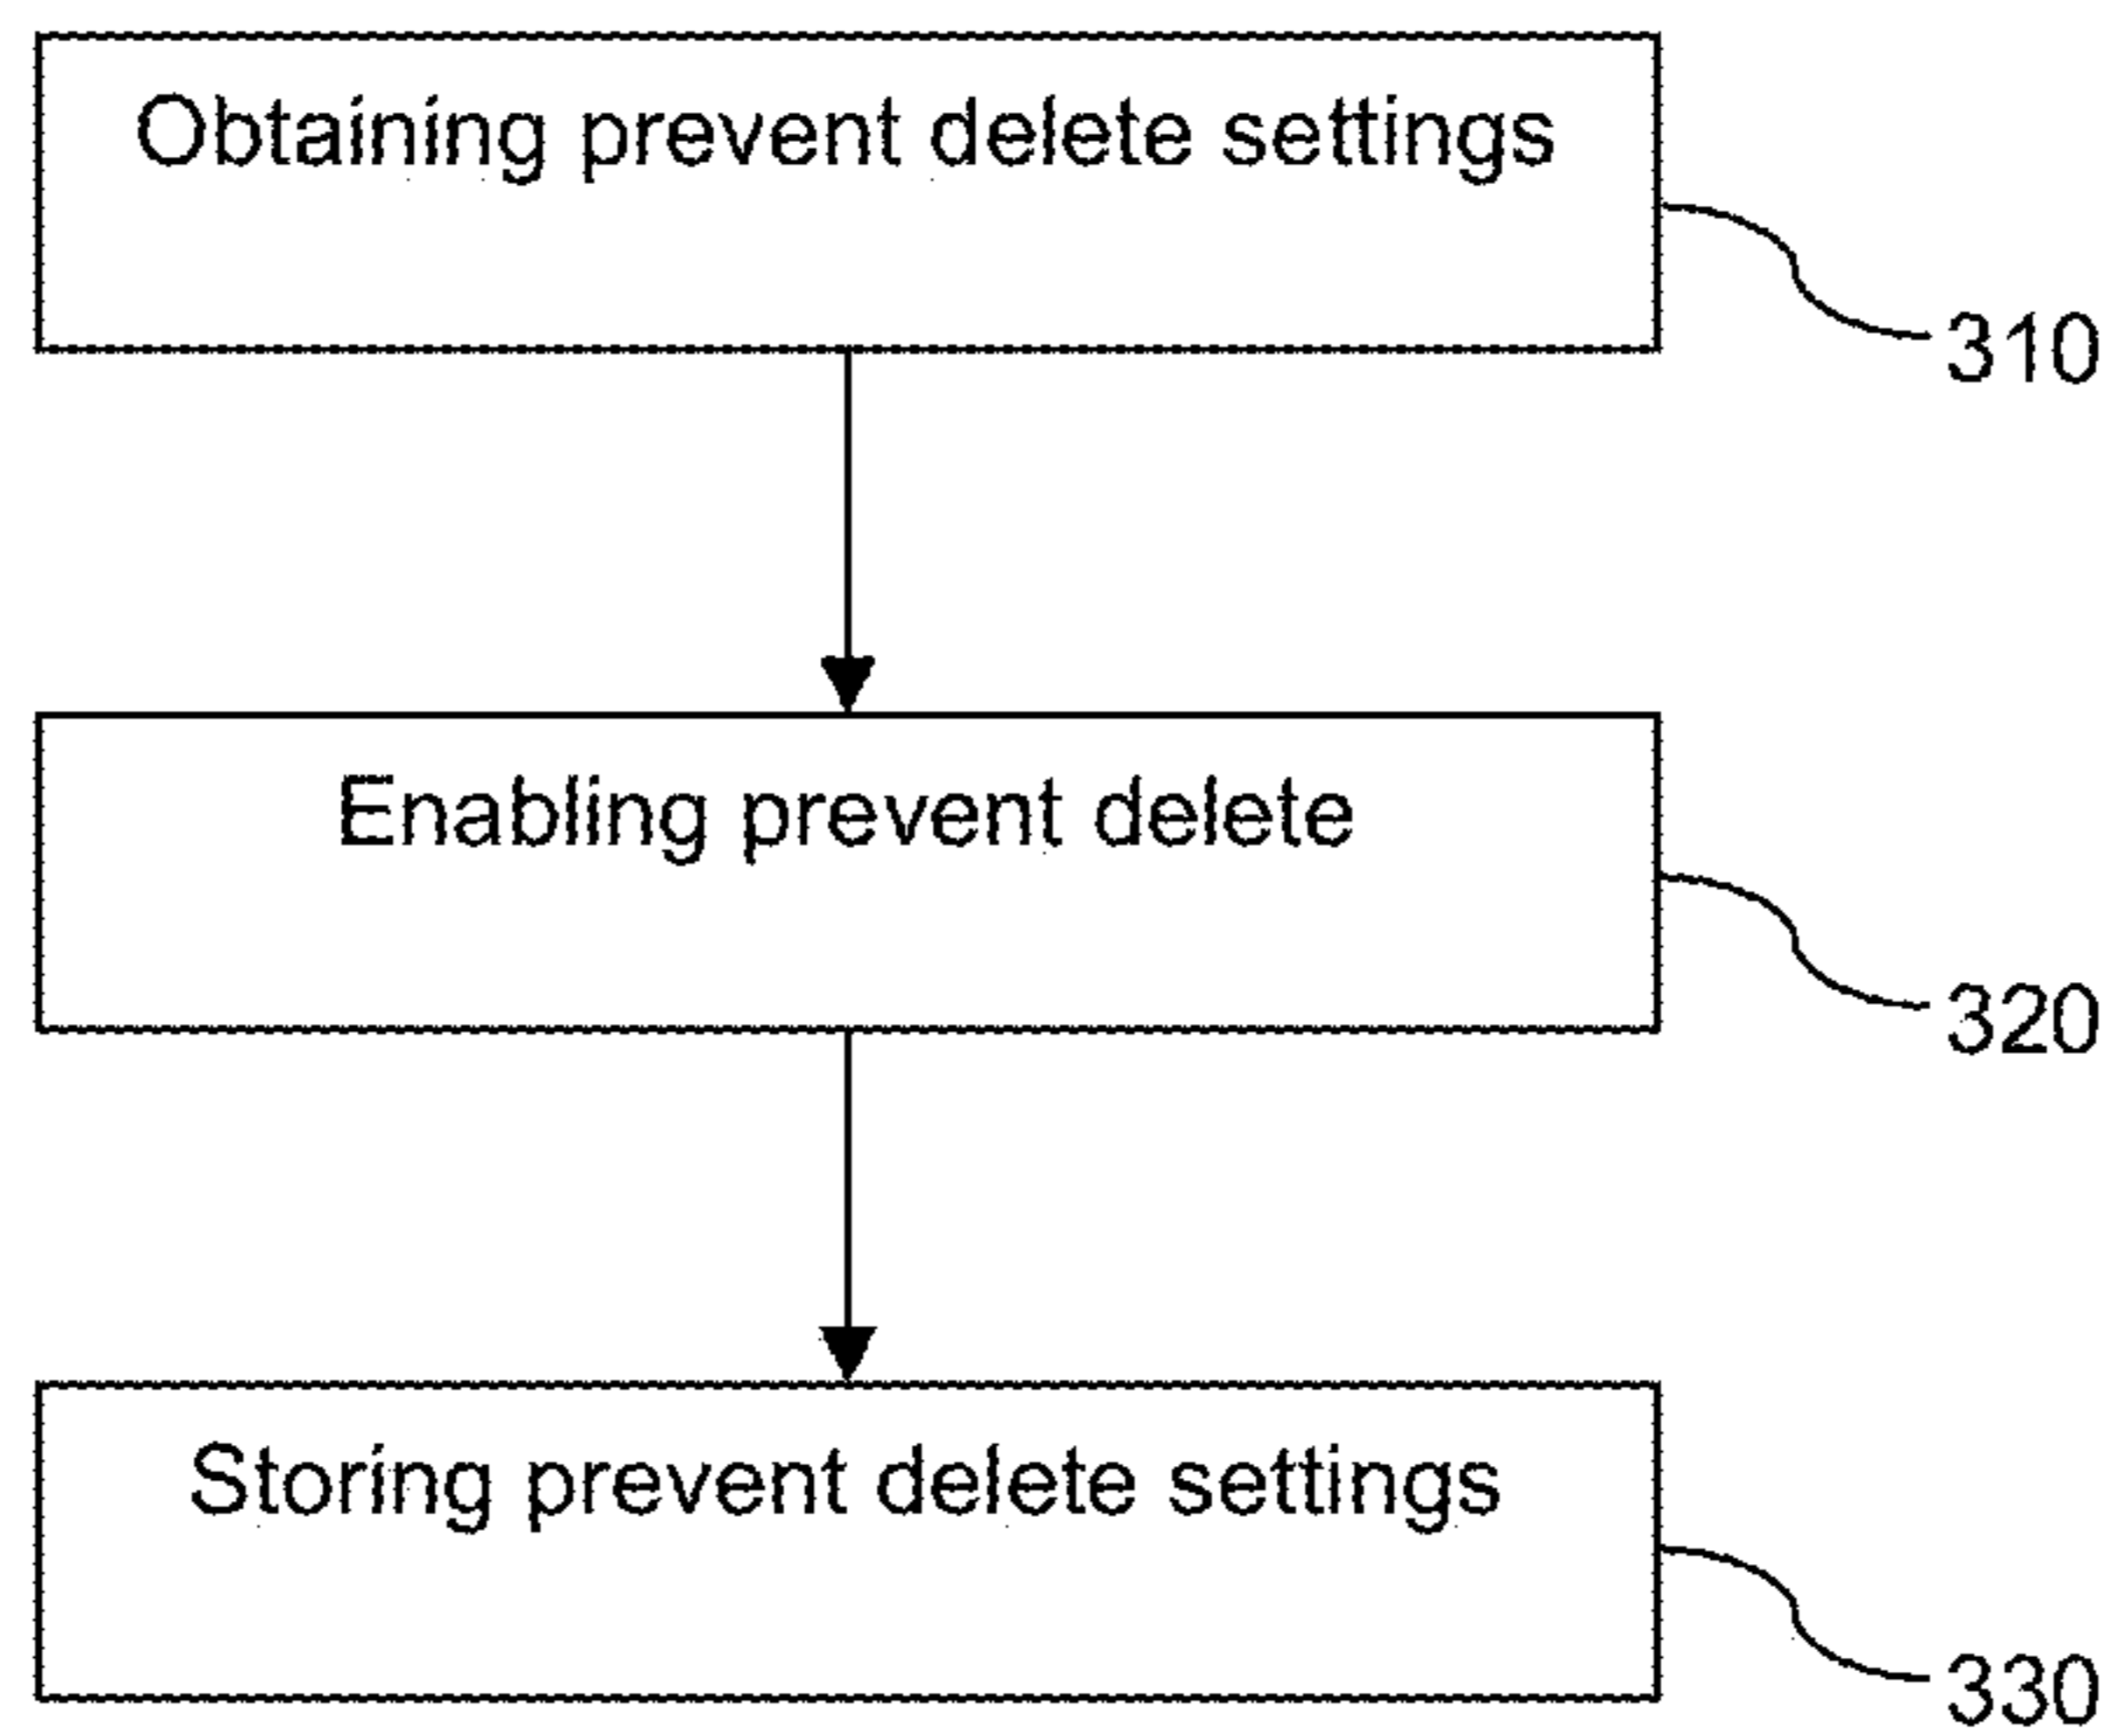 Obtaining prevent delete settings
310
Enabling prevent delete
320
Storing prevent delete settings
330